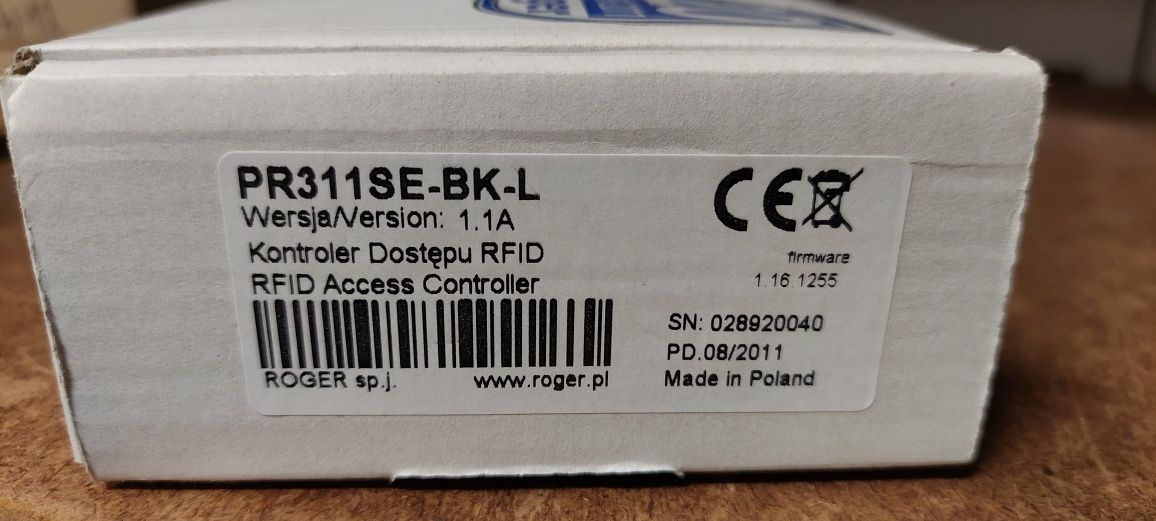 PR311SE-BK-L
Wersja/Version: 1.1A
Kontroler Dostępu RFID
RFID Access Controller
ROGER sp.j. www.roger.pl
CE
firmware
1.16.1255
SN: 028920040
PD.08/2011
Made in Poland